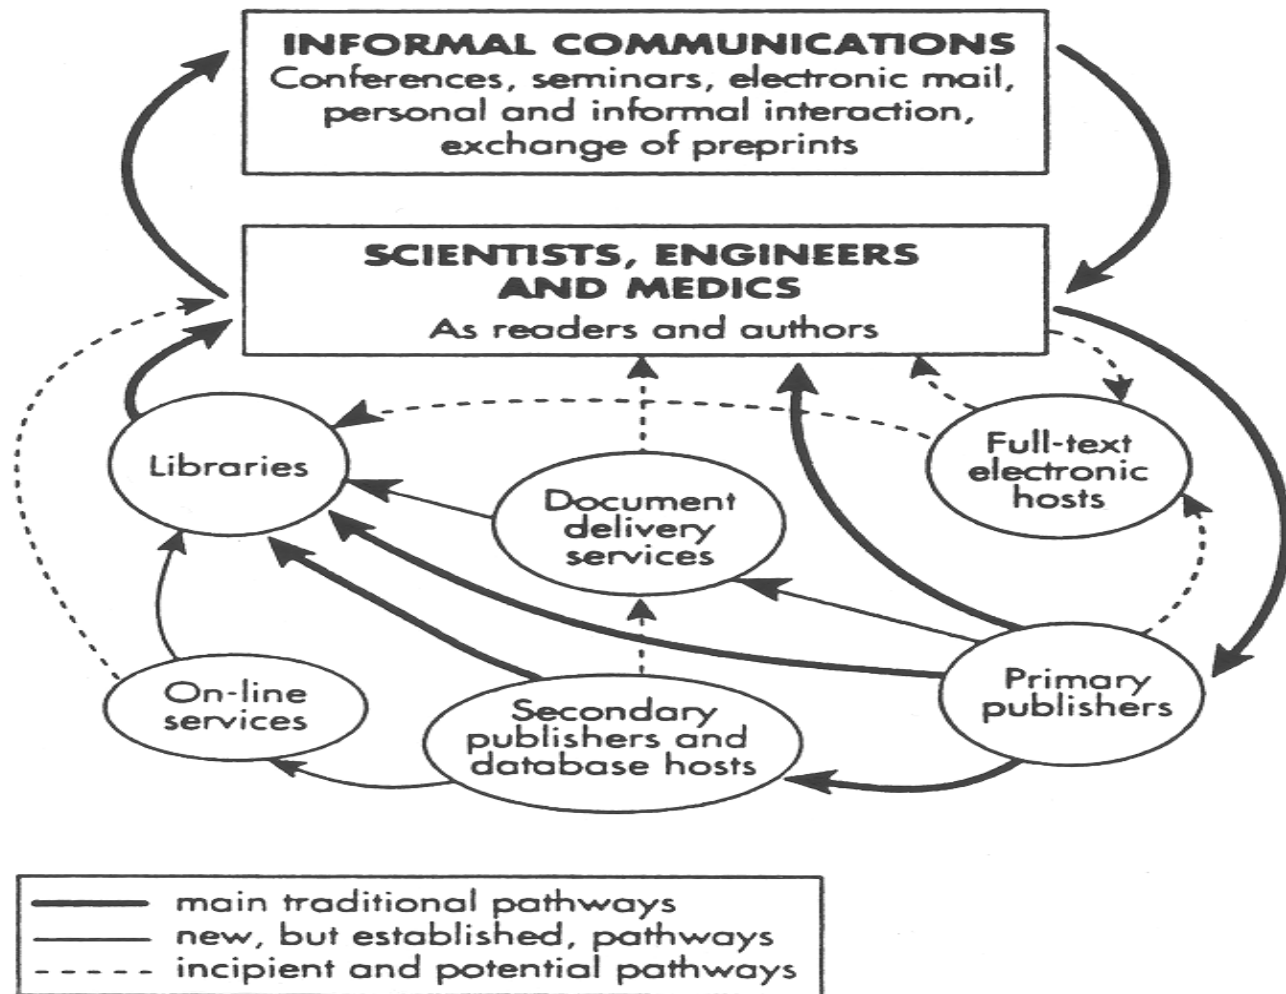 INFORMAL COMMUNICATIONS
Conferences, seminars, electronic mail,
personal and informal interaction,
exchange of preprints
SCIENTISTS, ENGINEERS
AND MEDICS
As readers and authors
Libraries
Full-text
electronic
hosts
Document
delivery
services
On-line
services
Secondary
publishers and
database hosts
Primary
publishers
main traditional pathways
new, but established, pathways
incipient and potential pathways